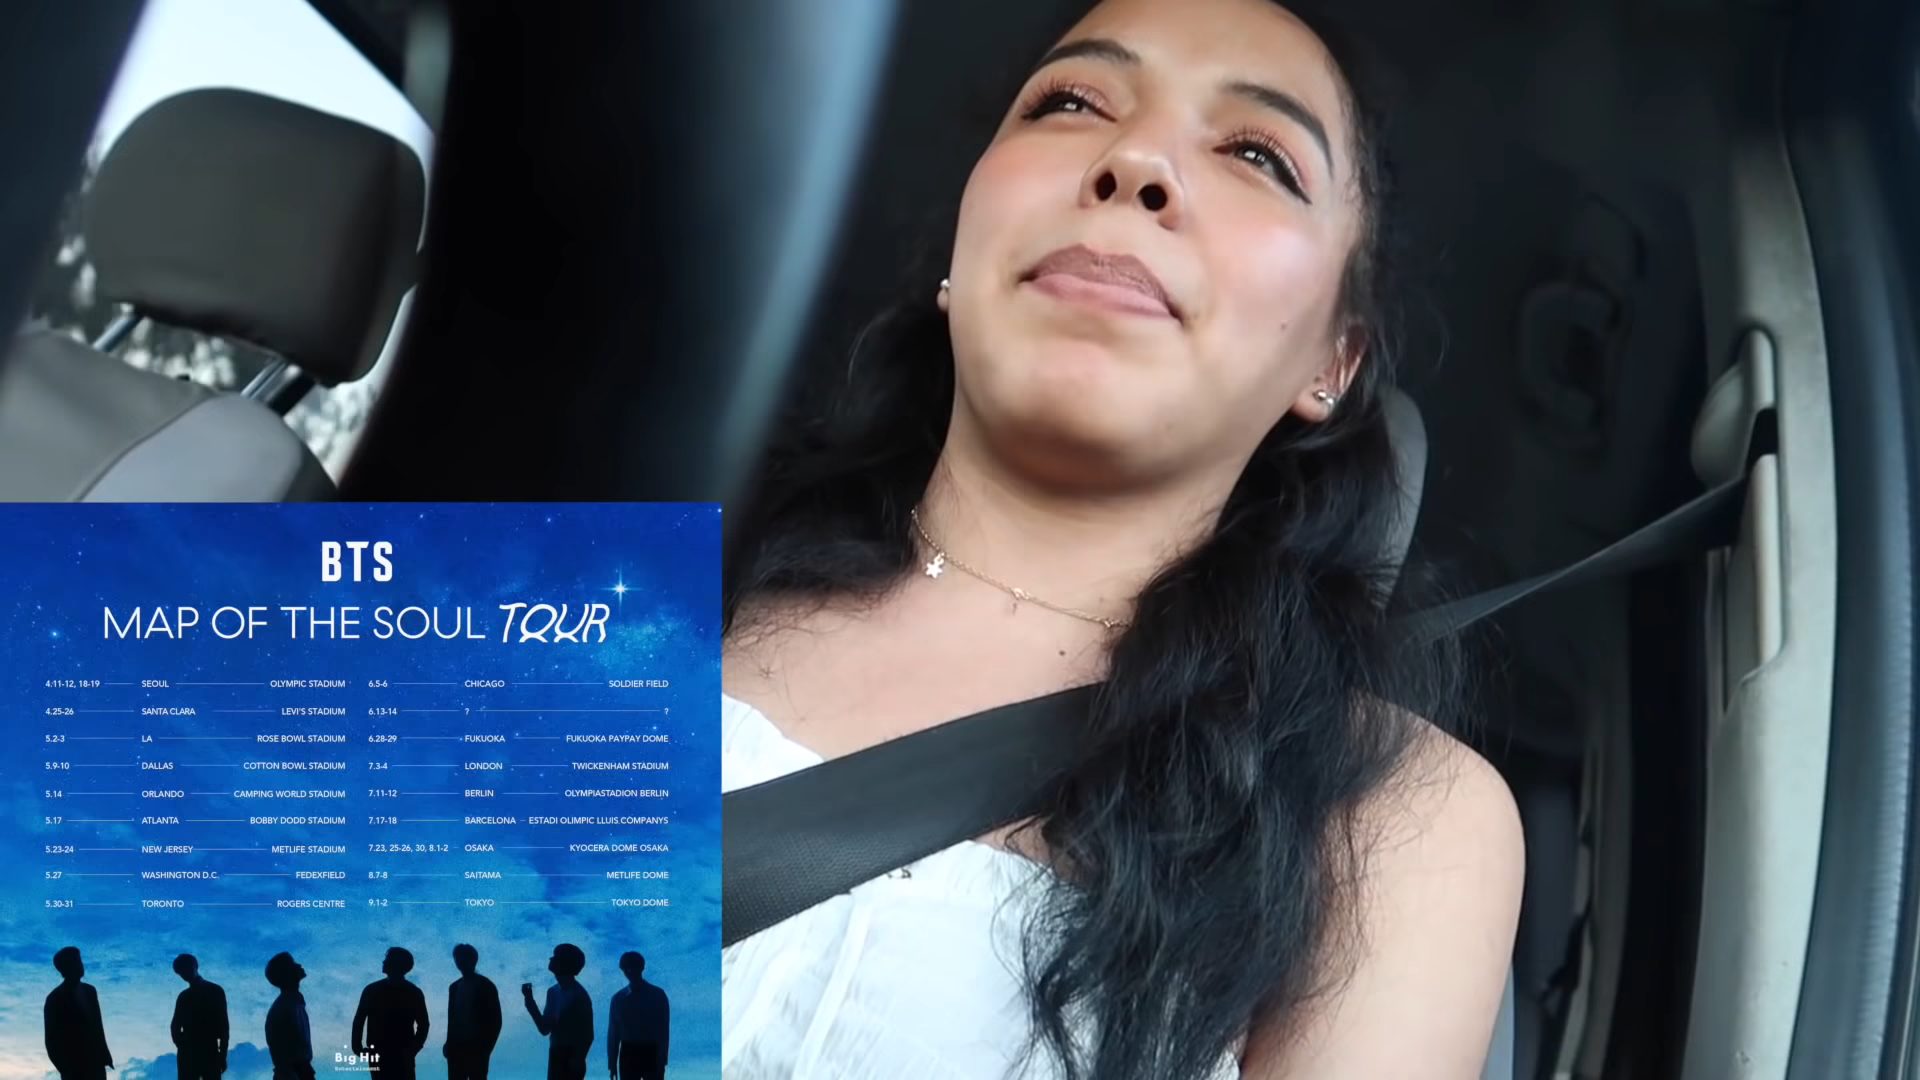 BTS
MAP OF THE SOUL TOUR
4.11-12, 18-19 SEOUL OLYMPIC STADIUM
4.25-26 SANTA CLARA LEVI'S STADIUM
5.2-3 LA ROSE BOWL STADIUM
5.9-10 DALLAS COTTON BOWL STADIUM
5.14 ORLANDO CAMPING WORLD STADIUM
5.17 ATLANTA BOBBY DODD STADIUM
5.23-24 NEW JERSEY METLIFE STADIUM
5.27 WASHINGTON D.C. FEDEXFIELD
5.30-31 TORONTO ROGERS CENTRE
6.5-6 CHICAGO SOLDIER FIELD
6.13-14 ? ?
6.28-29 FUKUOKA FUKUOKA PAYPAY DOME
7.3-4 LONDON TWICKENHAM STADIUM
7.11-12 BERLIN OLYMPIASTADION BERLIN
7.17-18 BARCELONA ESTADI OLIMPIC LLUIS COMPANYS
7.23, 25-26, 30, 8.1-2 OSAKA KYOCERA DOME OSAKA
8.7-8 SAITAMA METLIFE DOME
9.1-2 TOKYO TOKYO DOME
Big Hit
Entertainment